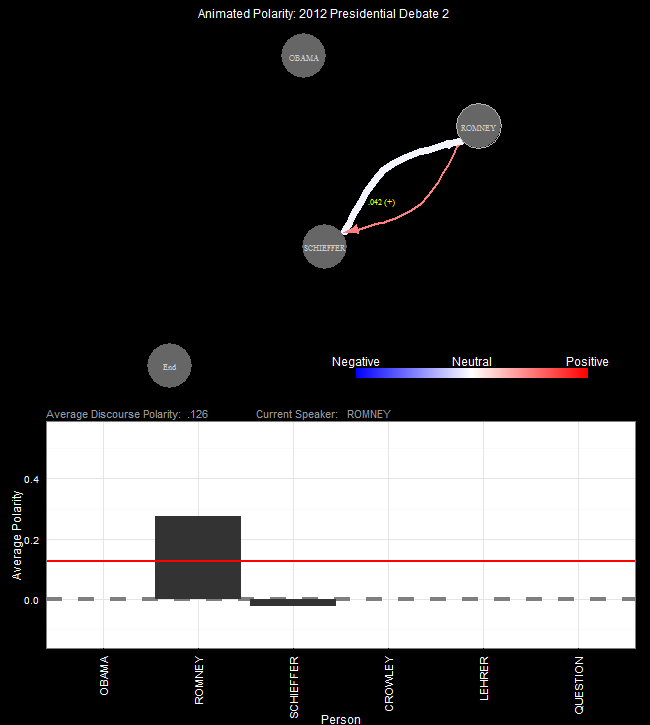 Animated Polarity: 2012 Presidential Debate 2
OBAMA
ROMNEY
.042 (+)
SCHIEFFER
End
Negative Neutral Positive
Average Discourse Polarity: .126 Current Speaker: ROMNEY
0.4
0.2
0.0
Average Polarity
OBAMA
ROMNEY
SCHIEFFER
CROWLEY
LEHRER
QUESTION
Person